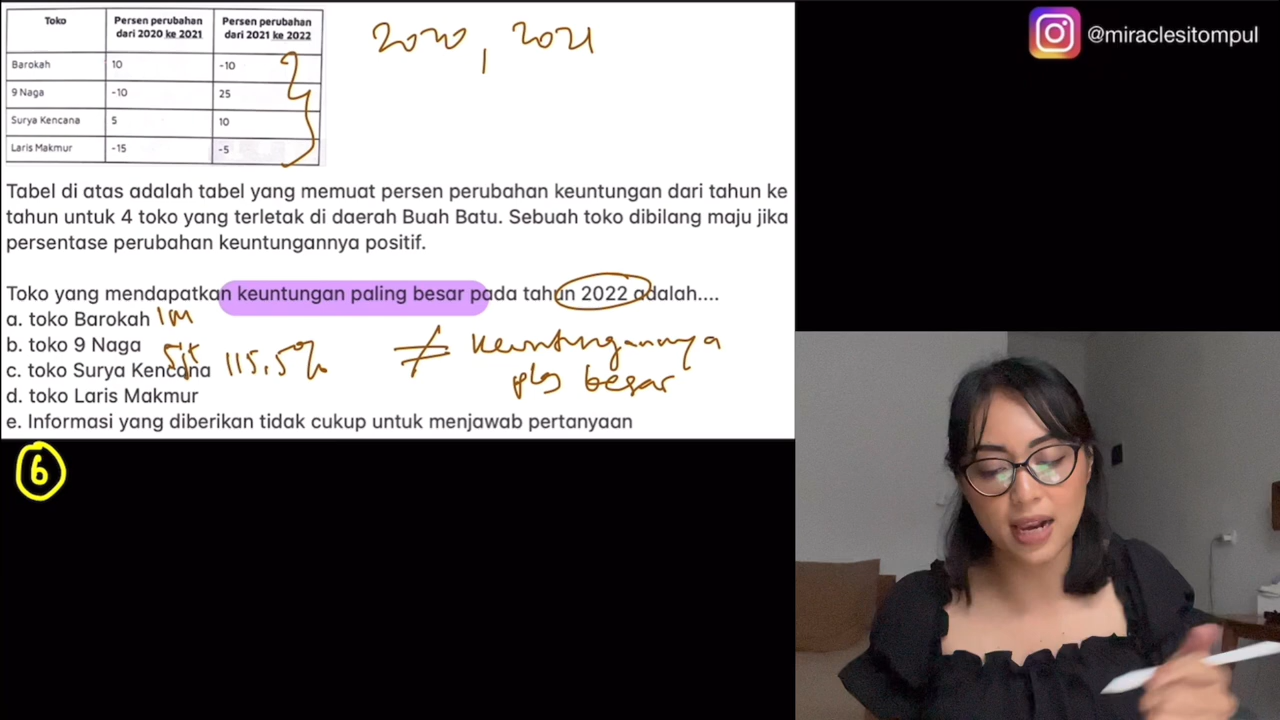 Toko Persen perubahan dari 2020 ke 2021 Persen perubahan dari 2021 ke 2022
Barokah 10 -10
9 Naga -10 25
Surya Kencana 5 10
Laris Makmur -15 -5
2020 , 2021
@miraclesitompul
Tabel di atas adalah tabel yang memuat persen perubahan keuntungan dari tahun ke
tahun untuk 4 toko yang terletak di daerah Buah Batu. Sebuah toko dibilang maju jika
persentase perubahan keuntungannya positif.
Toko yang mendapatkan keuntungan paling besar pada tahun 2022 adalah....
a. toko Barokah 1M
b. toko 9 Naga
c. toko Surya Kencana 115,5%
≠ keuntungannya
plg besar
d. toko Laris Makmur
e. Informasi yang diberikan tidak cukup untuk menjawab pertanyaan
6